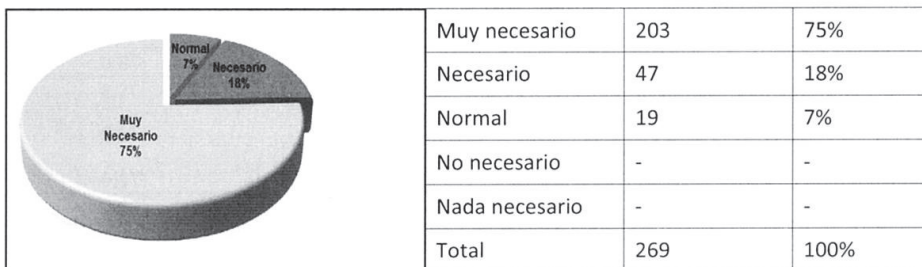 Normal
7%
Necesario
18%
Muy
Necesario
75%
Muy necesario 203 75%
Necesario 47 18%
Normal 19 7%
No necesario - -
Nada necesario - -
Total 269 100%